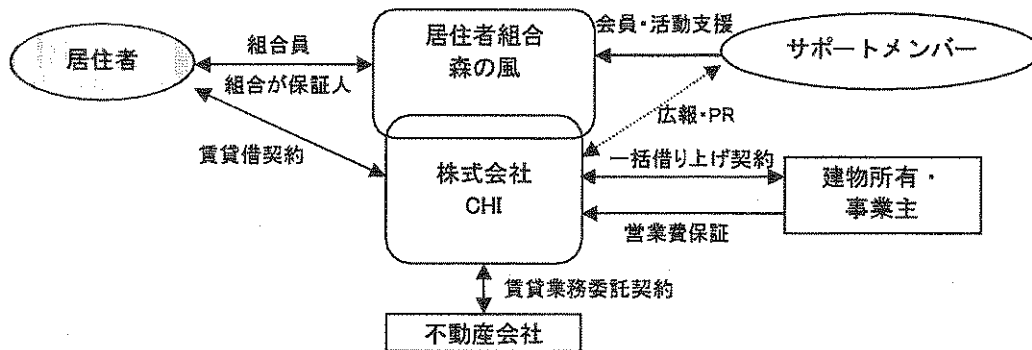 組合員
居住者
組合が保証人
居住者組合
森の風
会員・活動支援
サポートメンバー
広報・PR
賃貸借契約
株式会社
CHI
一括借り上げ契約
建物所有・
事業主
営業費保証
賃貸業務委託契約
不動産会社